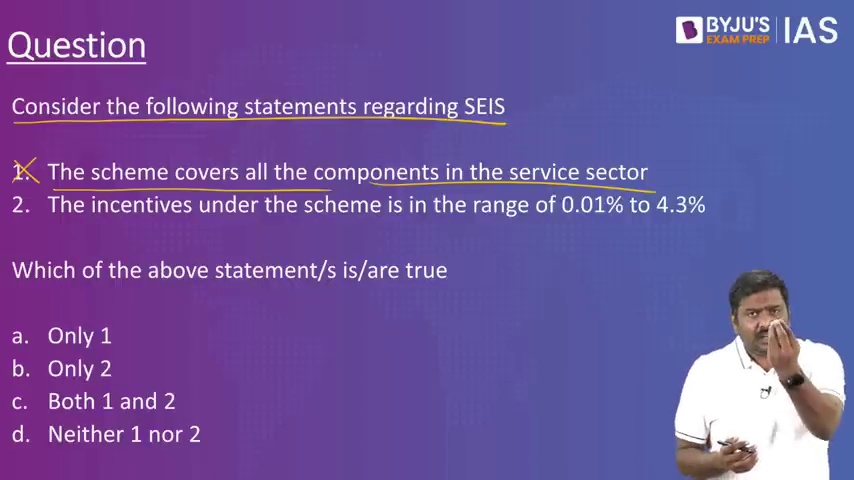 Question
BYJU'S
EXAM PREP
IAS
Consider the following statements regarding SEIS
1. The scheme covers all the components in the service sector
2. The incentives under the scheme is in the range of 0.01% to 4.3%
Which of the above statement/s is/are true
a. Only 1
b. Only 2
c. Both 1 and 2
d. Neither 1 nor 2